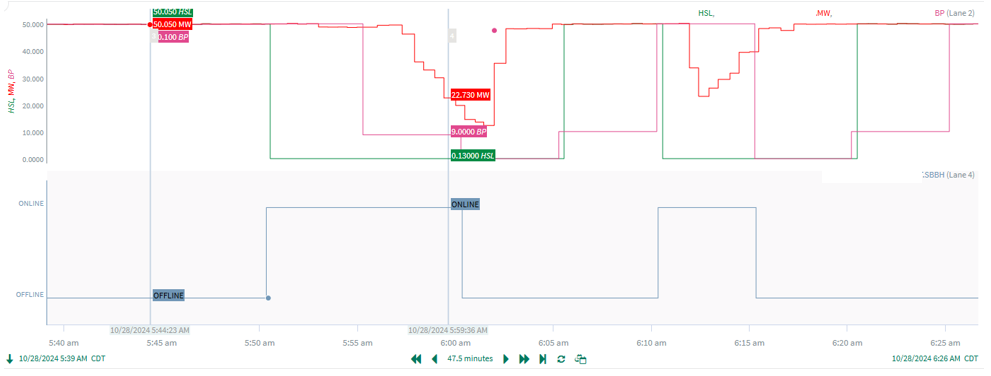 50.050 HSL
HSL, .MW, BP (Lane 2)
50.000
50.050 MW
0.100 BP
40.000
30.000
HSL, MW, BP
22.730 MW
20.000
10.000
9.0000 BP
0.13000 HSL
0.0000
SBBH (Lane 4)
ONLINE
ONLINE
OFFLINE
OFFLINE
10/28/2024 5:44:23 AM 10/28/2024 5:59:36 AM
5:40 am 5:45 am 5:50 am 5:55 am 6:00 am 6:05 am 6:10 am 6:15 am 6:20 am 6:25 am
10/28/2024 5:39 AM CDT 47.5 minutes 10/28/2024 6:26 AM CDT